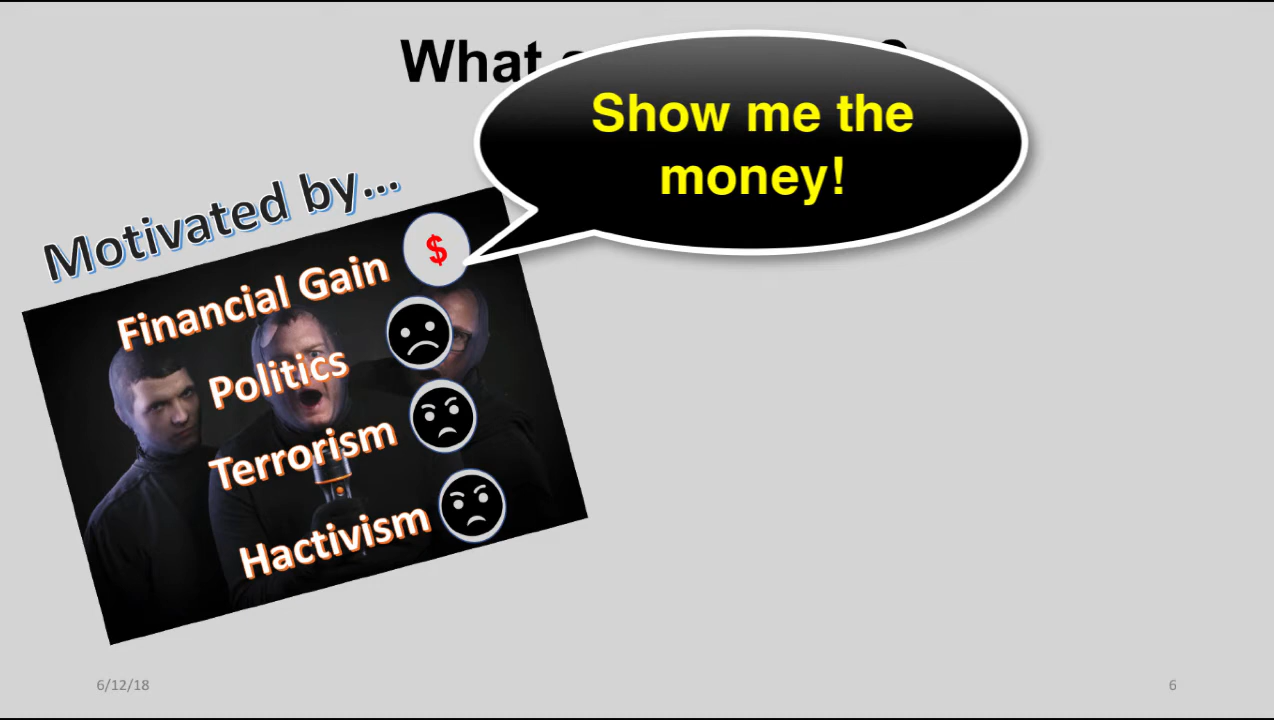 What
?
Show me the
money!
Motivated by...
Financial Gain
$
Politics
Terrorism
Hactivism
6/12/18
6